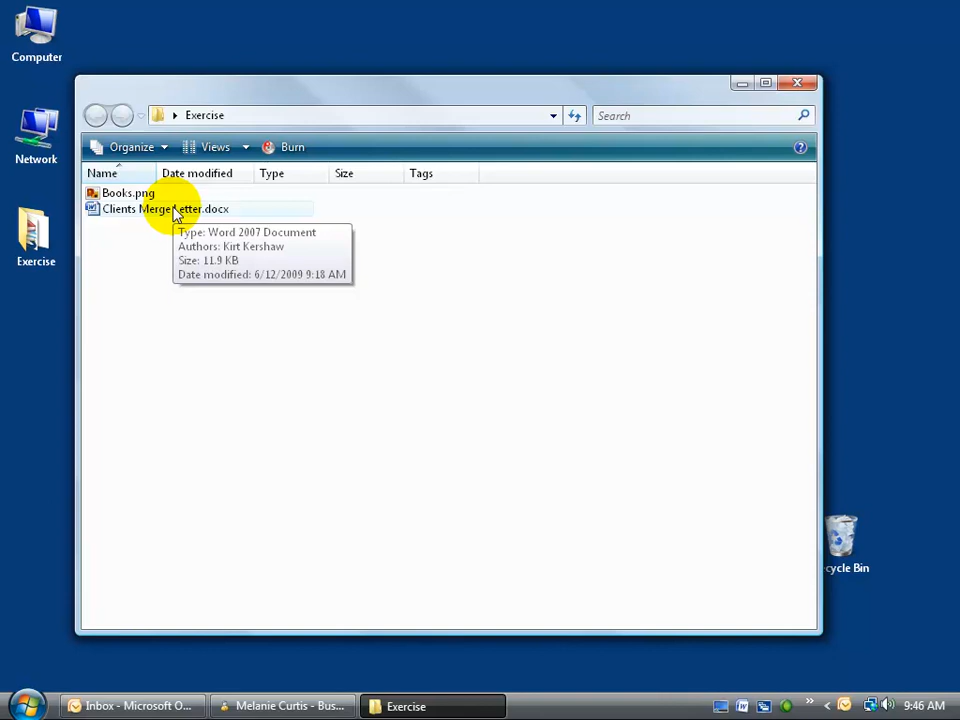 Computer
Network
Exercise
Exercise
Search
Organize
Views
Burn
Name
Date modified
Type
Size
Tags
Books.png
Clients Merge Letter.docx
Type: Word 2007 Document
Authors: Kirt Kershaw
Size: 11.9 KB
Date modified: 6/12/2009 9:18 AM
cycle Bin
Inbox - Microsoft O...
Melanie Curtis - Bus...
Exercise
9:46 AM